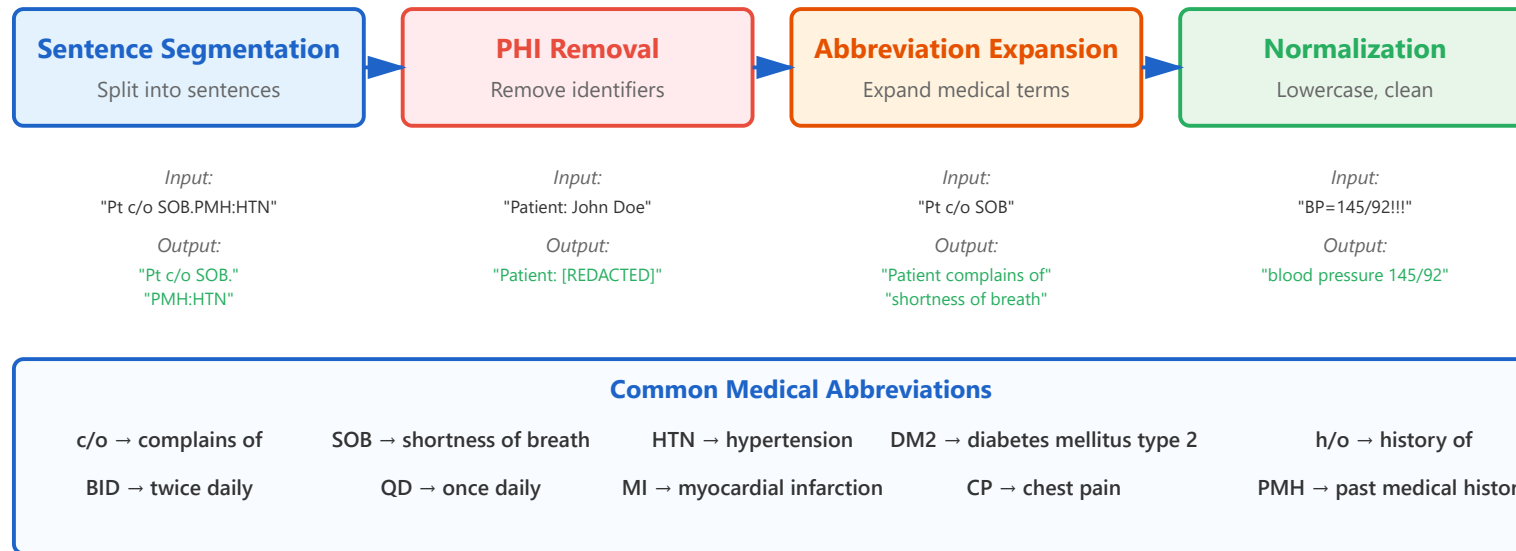 Sentence Segmentation
Split into sentences
PHI Removal
Remove identifiers
Abbreviation Expansion
Expand medical terms
Normalization
Lowercase, clean
Input:
"Pt c/o SOB.PMH:HTN"
Output:
"Pt c/o SOB."
"PMH:HTN"
Input:
"Patient: John Doe"
Output:
"Patient: [REDACTED]"
Input:
"Pt c/o SOB"
Output:
"Patient complains of"
"shortness of breath"
Input:
"BP=145/92!!!"
Output:
"blood pressure 145/92"
Common Medical Abbreviations
c/o → complains of
SOB → shortness of breath
HTN → hypertension
DM2 → diabetes mellitus type 2
h/o → history of
BID → twice daily
QD → once daily
MI → myocardial infarction
CP → chest pain
PMH → past medical